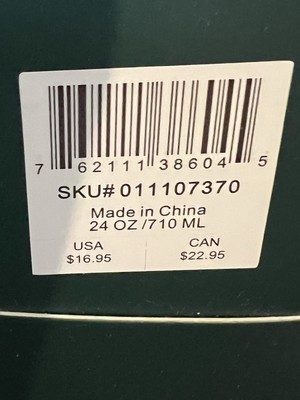 7 62111 38604 5
SKU# 011107370
Made in China
24 OZ /710 ML
USA CAN
$16.95 $22.95